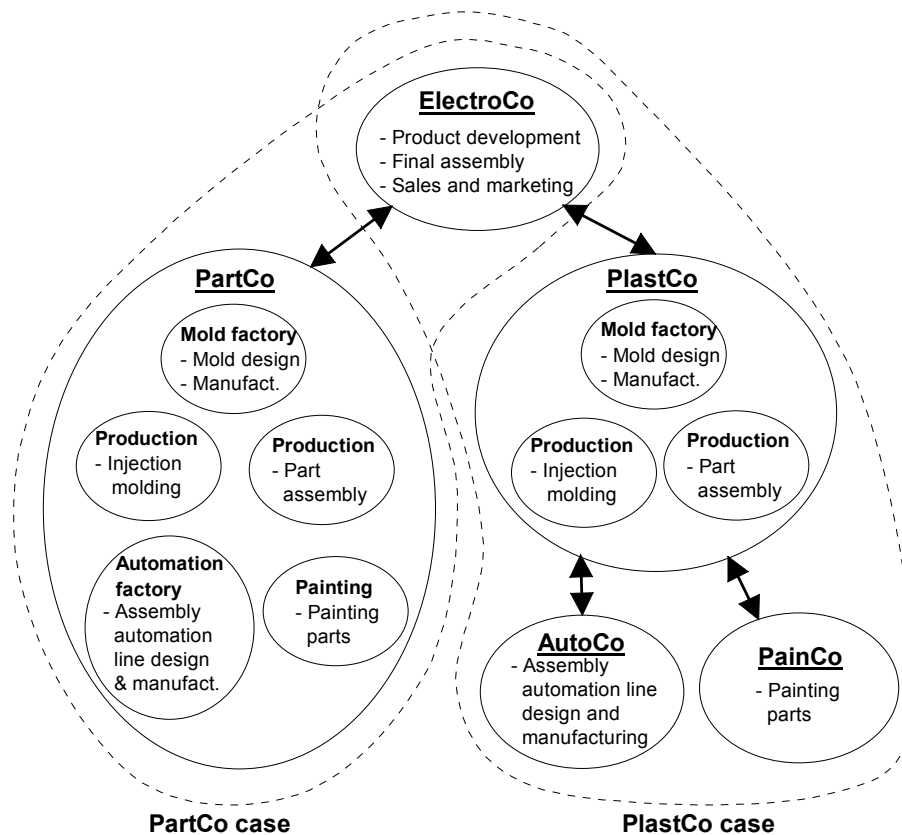 ElectroCo
- Product development
- Final assembly
- Sales and marketing
PartCo
Mold factory
- Mold design
- Manufact.
Production
- Injection
molding
Production
- Part
assembly
Automation
factory
- Assembly
automation
line design
& manufact.
Painting
- Painting
parts
PlastCo
Mold factory
- Mold design
- Manufact.
Production
- Injection
molding
Production
- Part
assembly
AutoCo
- Assembly
automation line
design and
manufacturing
PainCo
- Painting
parts
PartCo case
PlastCo case